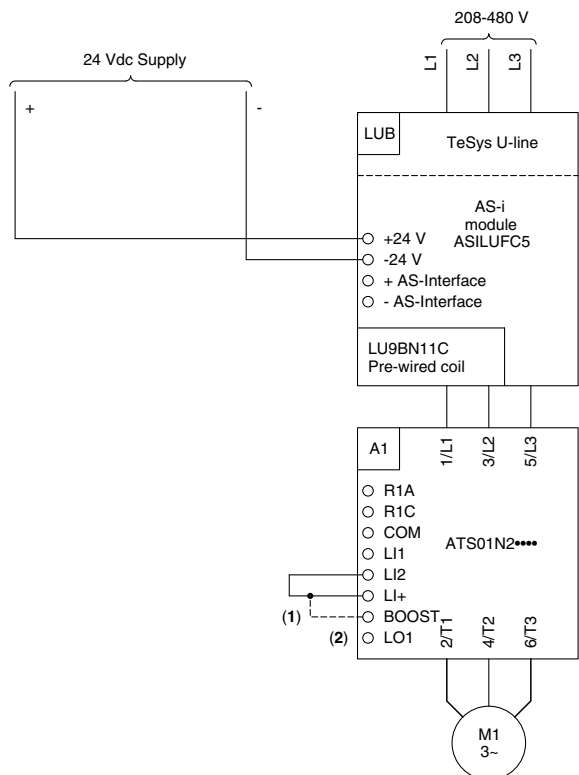 208-480 V
24 Vdc Supply
L1
L2
L3
+
-
LUB
TeSys U-line
AS-i
module
ASILUFC5
+24 V
-24 V
+ AS-Interface
- AS-Interface
LU9BN11C
Pre-wired coil
A1
1/L1
3/L2
5/L3
R1A
R1C
COM
ATS01N2••••
LI1
LI2
LI+
(1)
BOOST
(2)
LO1
2/T1
4/T2
6/T3
M1
3~